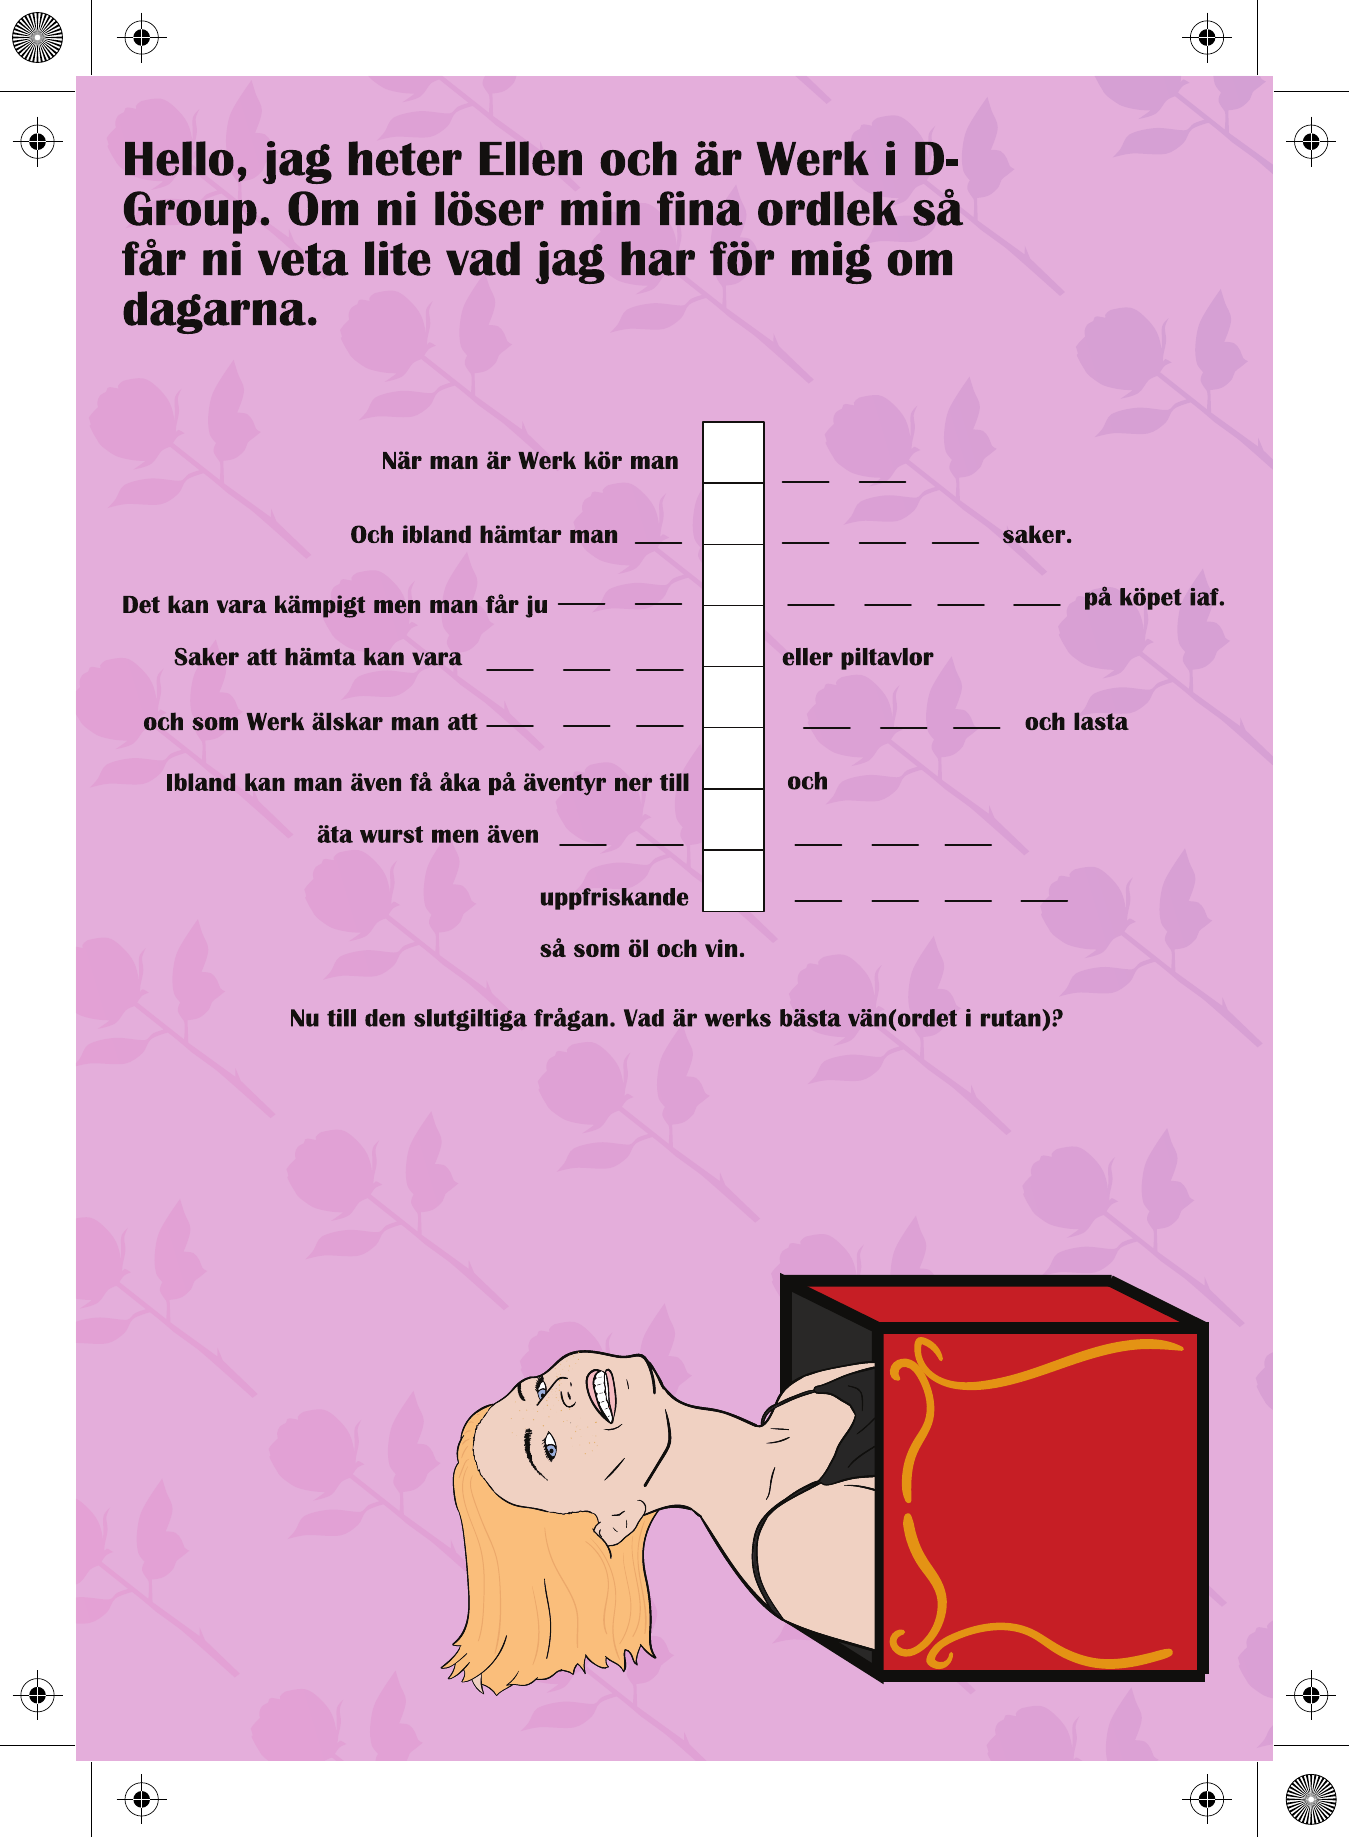 Hello, jag heter Ellen och är Werk i D-
Group. Om ni löser min fina ordlek så
får ni veta lite vad jag har för mig om
dagarna.
När man är Werk kör man
Och ibland hämtar man saker.
Det kan vara kämpigt men man får ju på köpet iaf.
Saker att hämta kan vara eller piltavlor
och som Werk älskar man att och lasta
Ibland kan man även få åka på äventyr ner till och
äta wurst men även
uppfriskande
så som öl och vin.
Nu till den slutgiltiga frågan. Vad är werks bästa vän(ordet i rutan)?